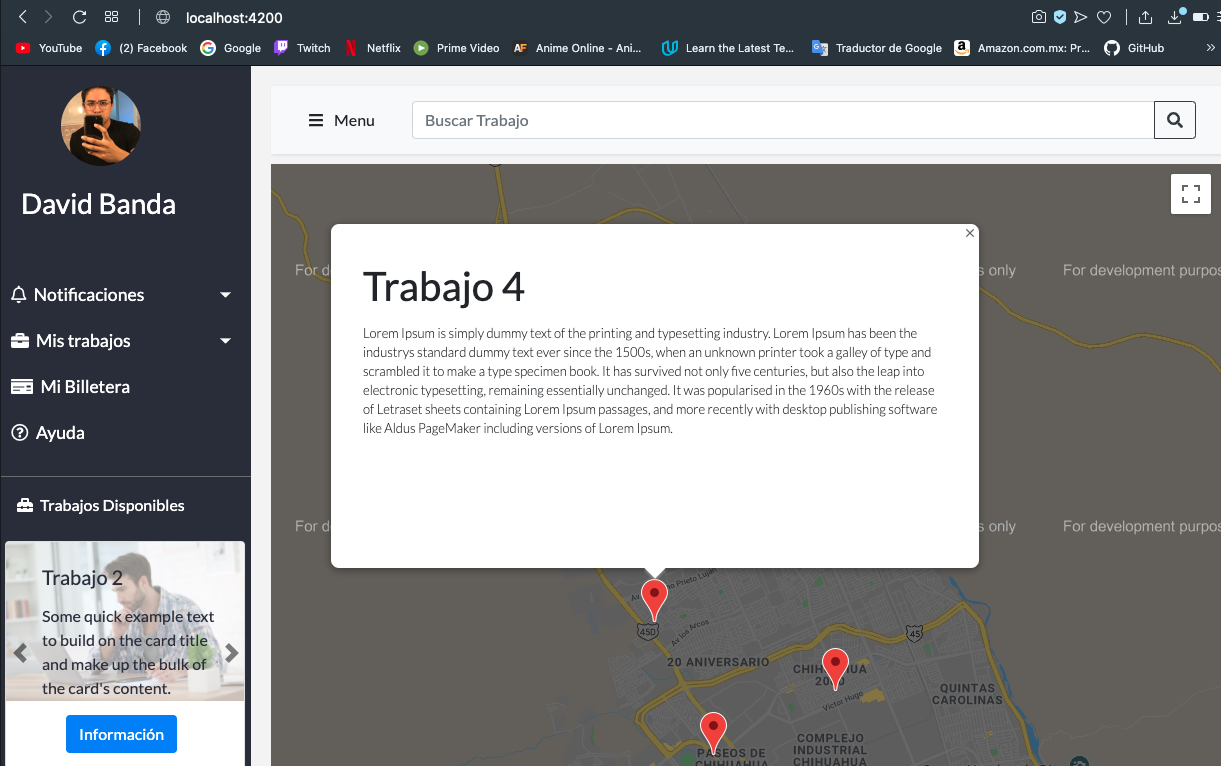 localhost:4200
YouTube
(2) Facebook
Google
Twitch
Netflix
Prime Video
Anime Online - Ani...
Learn the Latest Te...
Traductor de Google
Amazon.com.mx: Pr...
GitHub
»
David Banda
Notificaciones
Mis trabajos
Mi Billetera
Ayuda
Trabajos Disponibles
Trabajo 2
Some quick example text
to build on the card title
and make up the bulk of
the card's content.
Información
Menu
Buscar Trabajo
For d
s only
For development purpos
Trabajo 4
Lorem Ipsum is simply dummy text of the printing and typesetting industry. Lorem Ipsum has been the
industrys standard dummy text ever since the 1500s, when an unknown printer took a galley of type and
scrambled it to make a type specimen book. It has survived not only five centuries, but also the leap into
electronic typesetting, remaining essentially unchanged. It was popularised in the 1960s with the release
of Letraset sheets containing Lorem Ipsum passages, and more recently with desktop publishing software
like Aldus PageMaker including versions of Lorem Ipsum.
For d
s only
For development purpos
Prieto Luján
45D
Av. los Arcos
45
20 ANIVERSARIO
Victor Hugo
QUINTAS
CAROLINAS
PASEOS DE
CHIHUAHUA
COMPLEJO
INDUSTRIAL
CHIHUAHUA